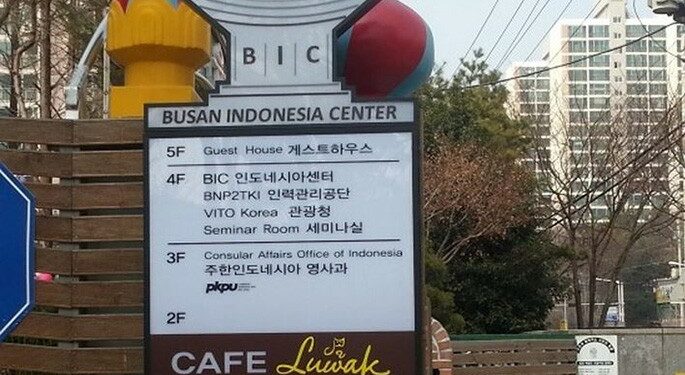 B | I | C
BUSAN INDONESIA CENTER
5F Guest House 게스트하우스
4F BIC 인도네시아센터
BNP2TKI 인력관리공단
VITO Korea 관광청
Seminar Room 세미나실
3F Consular Affairs Office of Indonesia
주한인도네시아 영사과
pkpu
2F
CAFE Luwak